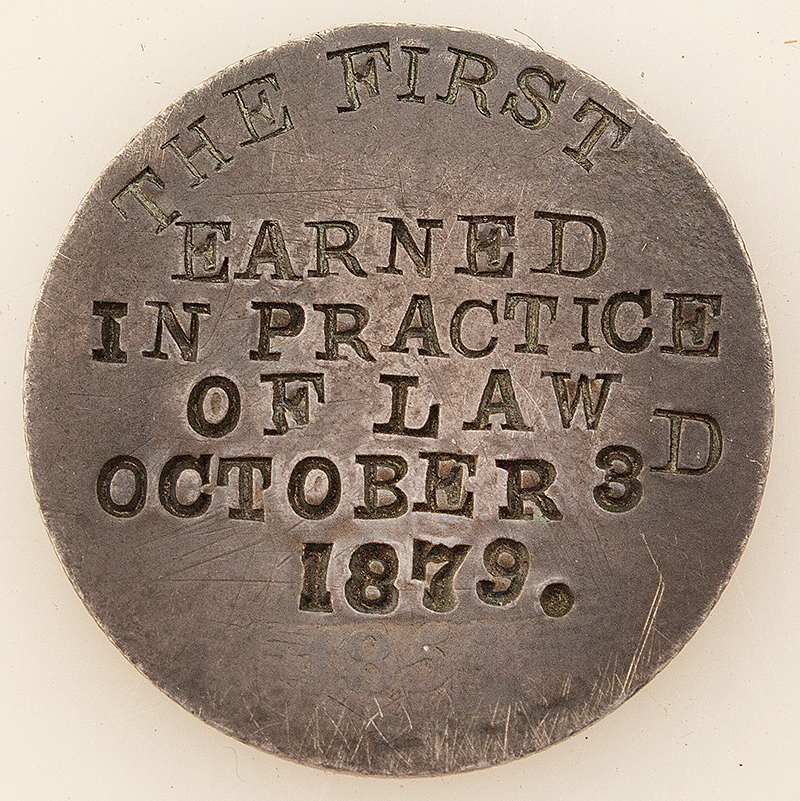 THE FIRST
EARNED
IN PRACTICE
OF LAW
OCTOBER 3D
1879.